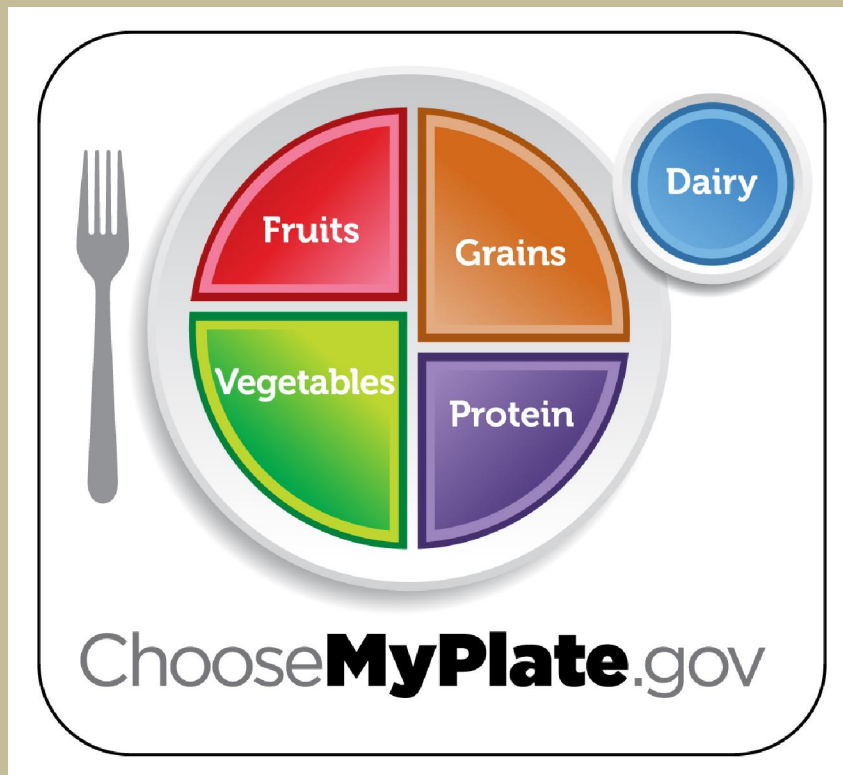 Fruits
Grains
Dairy
Vegetables
Protein
ChooseMyPlate.gov